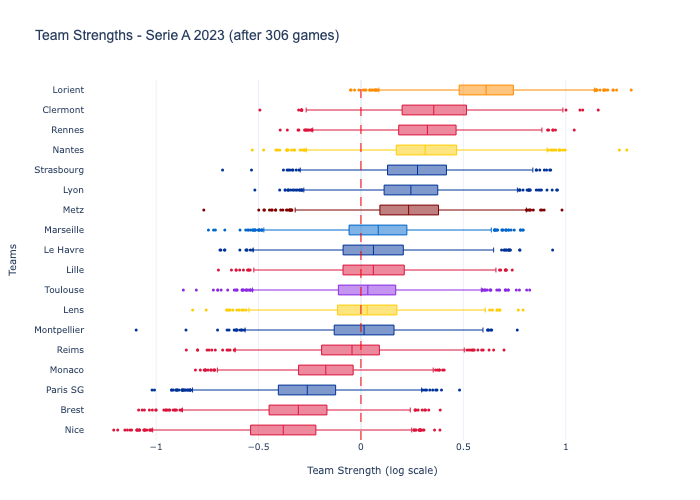 Team Strengths - Serie A 2023 (after 306 games)
Lorient
Clermont
Rennes
Nantes
Strasbourg
Lyon
Metz
Marseille
Le Havre
Lille
Toulouse
Lens
Montpellier
Reims
Monaco
Paris SG
Brest
Nice
Teams
−1 −0.5 0 0.5 1
Team Strength (log scale)